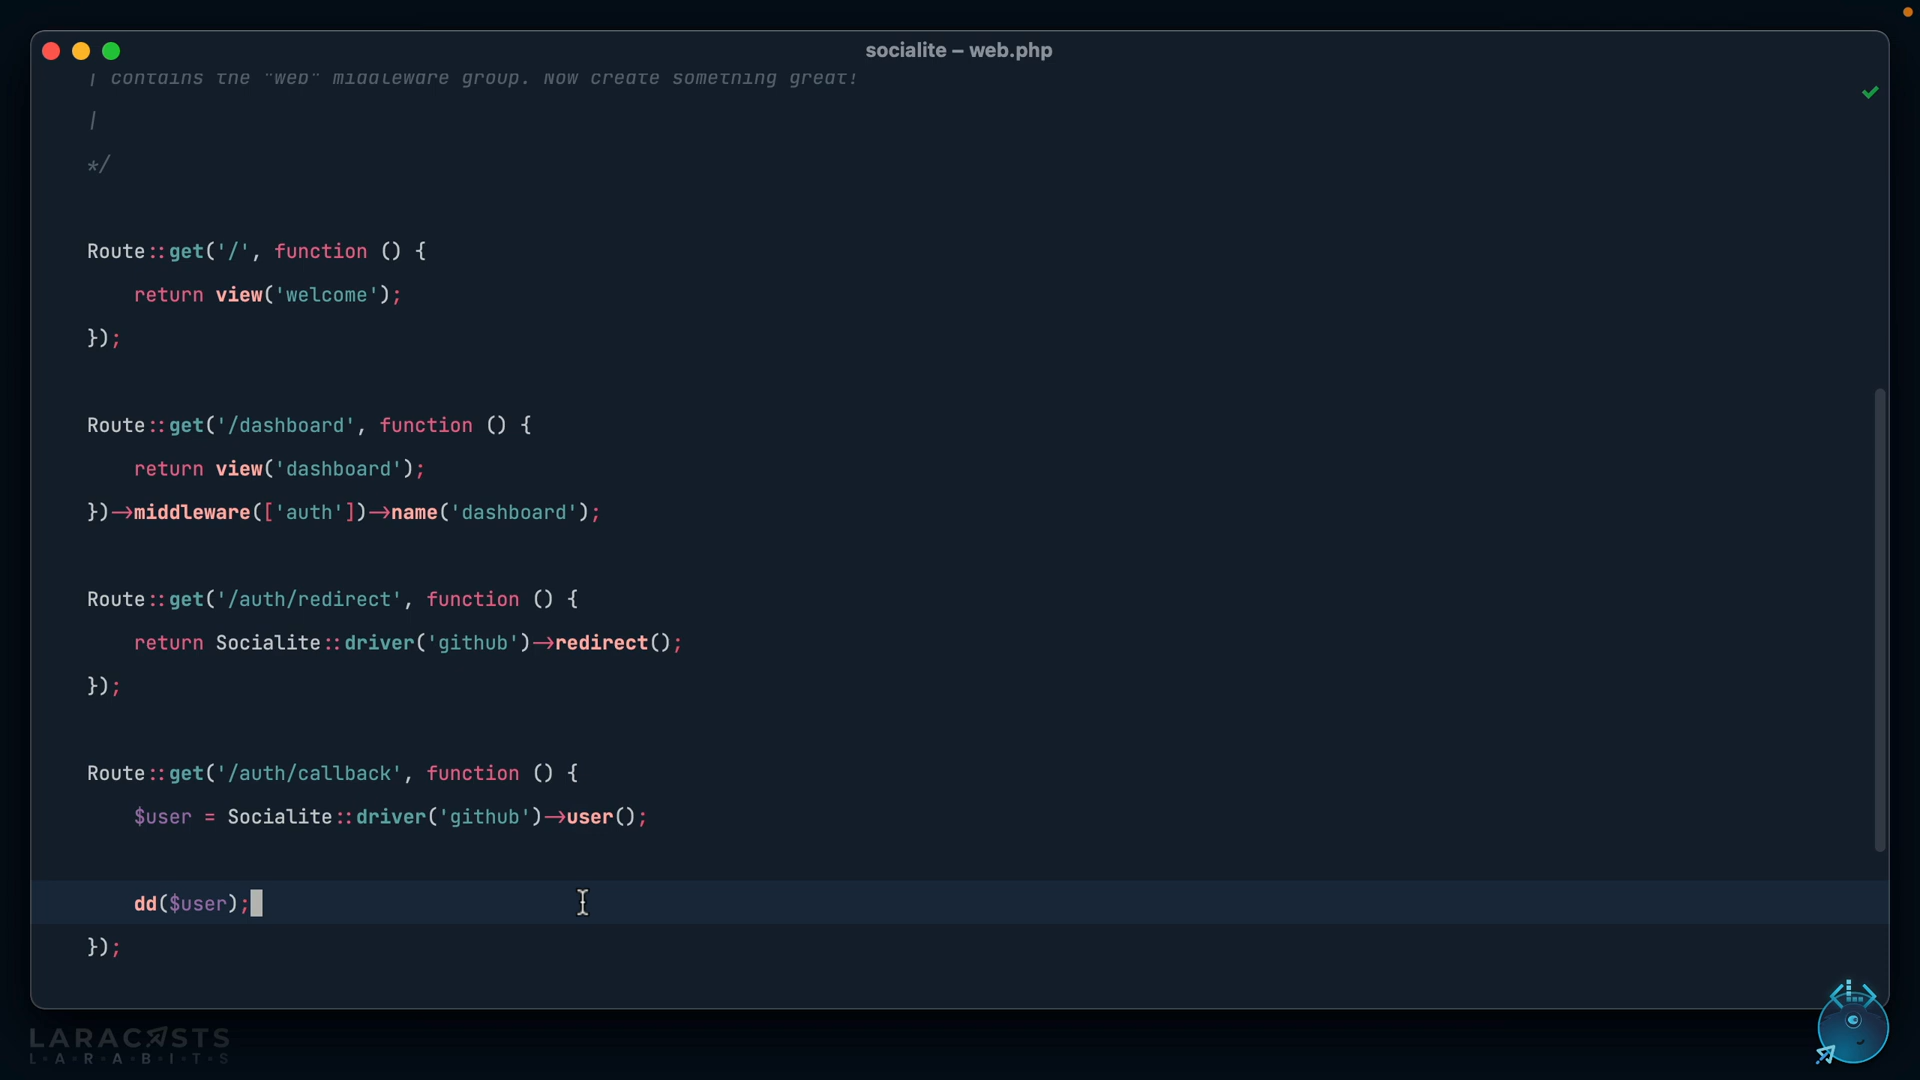 socialite – web.php
| contains the "web" middleware group. Now create something great!
|
*/
Route::get('/', function () {
    return view('welcome');
});
Route::get('/dashboard', function () {
    return view('dashboard');
})->middleware(['auth'])->name('dashboard');
Route::get('/auth/redirect', function () {
    return Socialite::driver('github')->redirect();
});
Route::get('/auth/callback', function () {
    $user = Socialite::driver('github')->user();
    dd($user);
});
LARACASTS
L·A·R·A·B·I·T·S